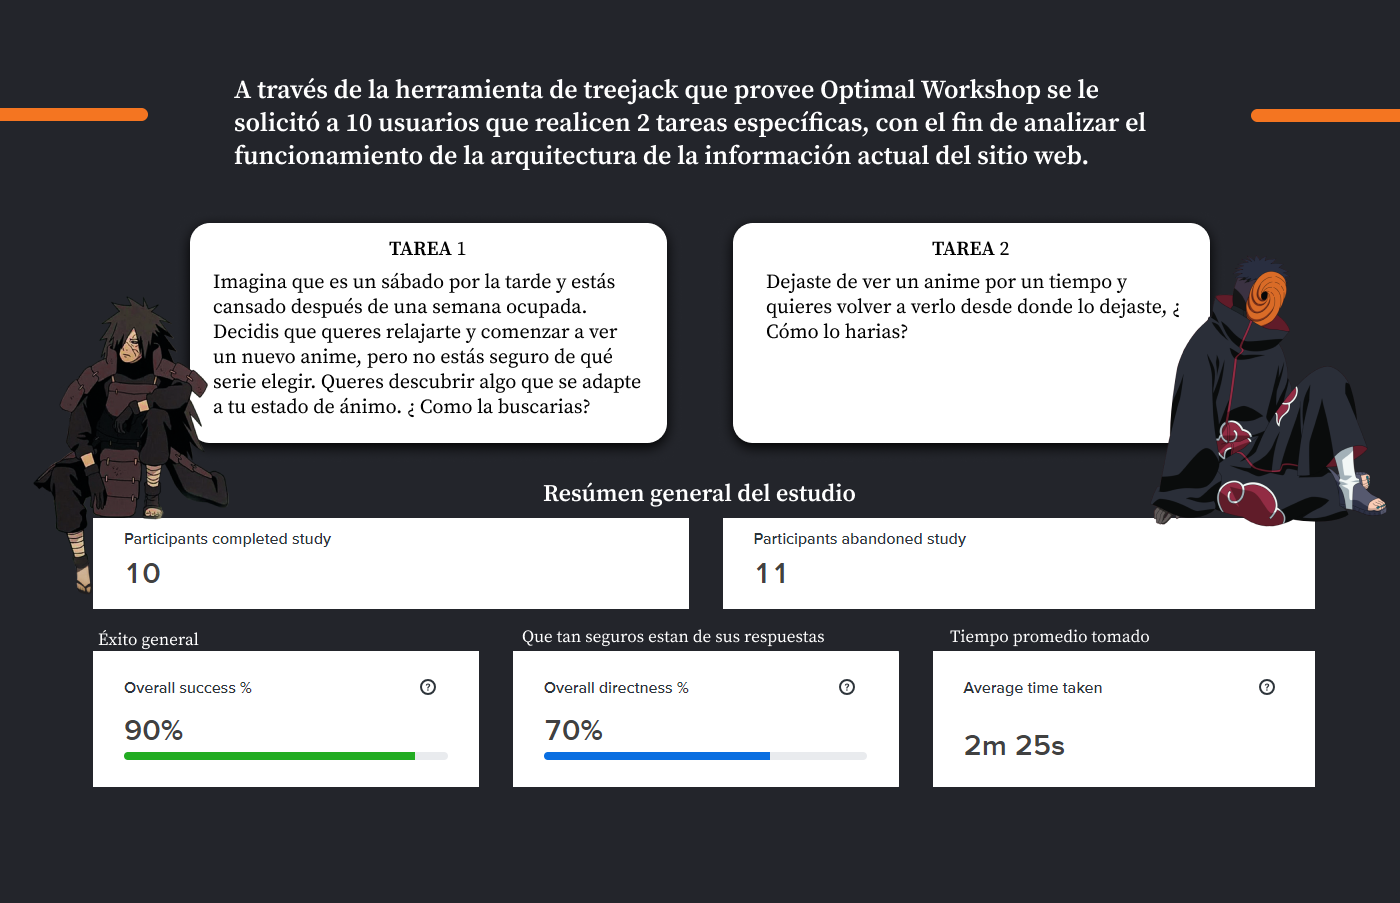 A través de la herramienta de treejack que provee Optimal Workshop se le
solicitó a 10 usuarios que realicen 2 tareas específicas, con el fin de analizar el
funcionamiento de la arquitectura de la información actual del sitio web.
TAREA 1
Imagina que es un sábado por la tarde y estás
cansado después de una semana ocupada.
Decidis que queres relajarte y comenzar a ver
un nuevo anime, pero no estás seguro de qué
serie elegir. Queres descubrir algo que se adapte
a tu estado de ánimo. ¿ Como la buscarias?
TAREA 2
Dejaste de ver un anime por un tiempo y
quieres volver a verlo desde donde lo dejaste, ¿
Cómo lo harias?
Resúmen general del estudio
Participants completed study
10
Participants abandoned study
11
Éxito general
Overall success %
?
90%
Que tan seguros estan de sus respuestas
Overall directness %
?
70%
Tiempo promedio tomado
Average time taken
?
2m 25s